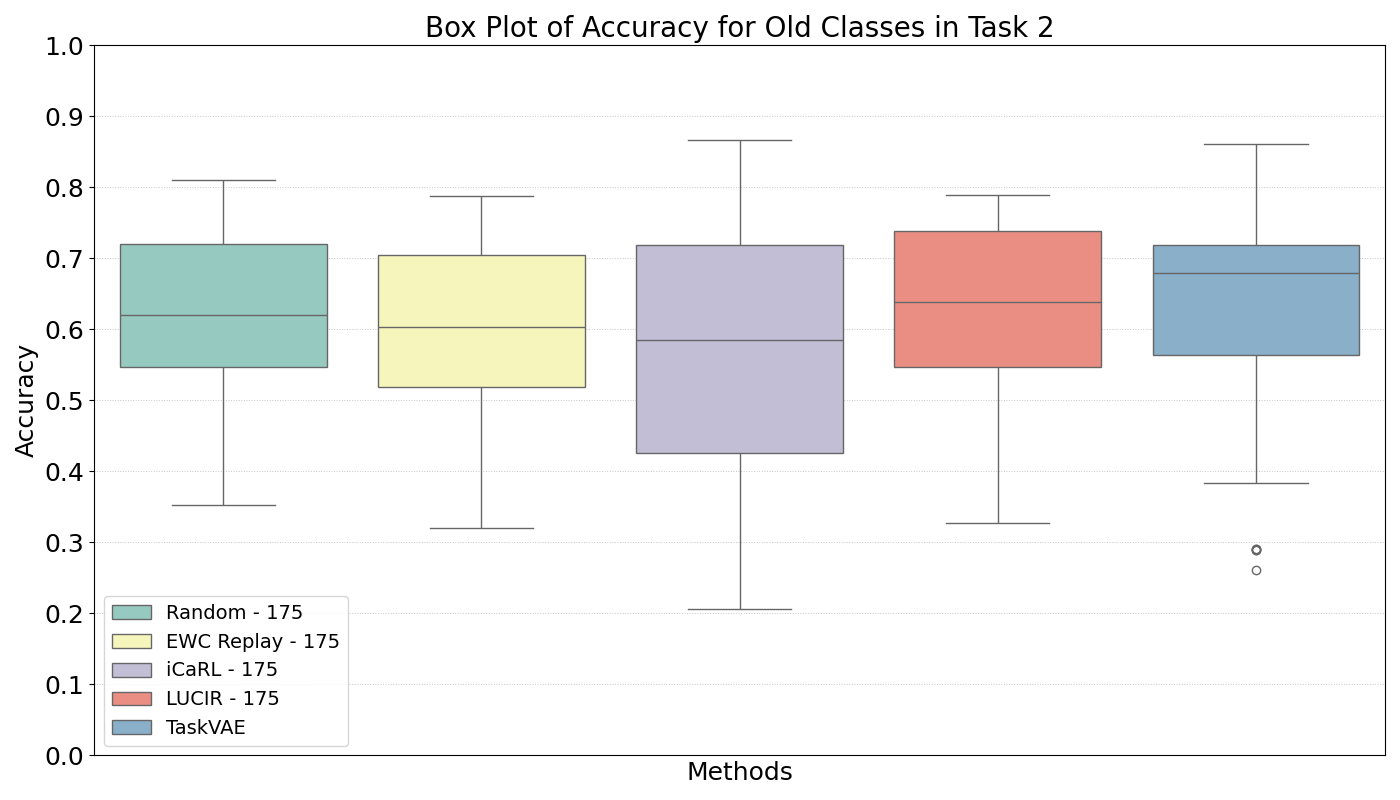 Box Plot of Accuracy for Old Classes in Task 2
1.0
0.9
0.8
0.7
0.6
0.5
0.4
0.3
0.2
0.1
0.0
Accuracy
Random - 175
EWC Replay - 175
iCaRL - 175
LUCIR - 175
TaskVAE
Methods